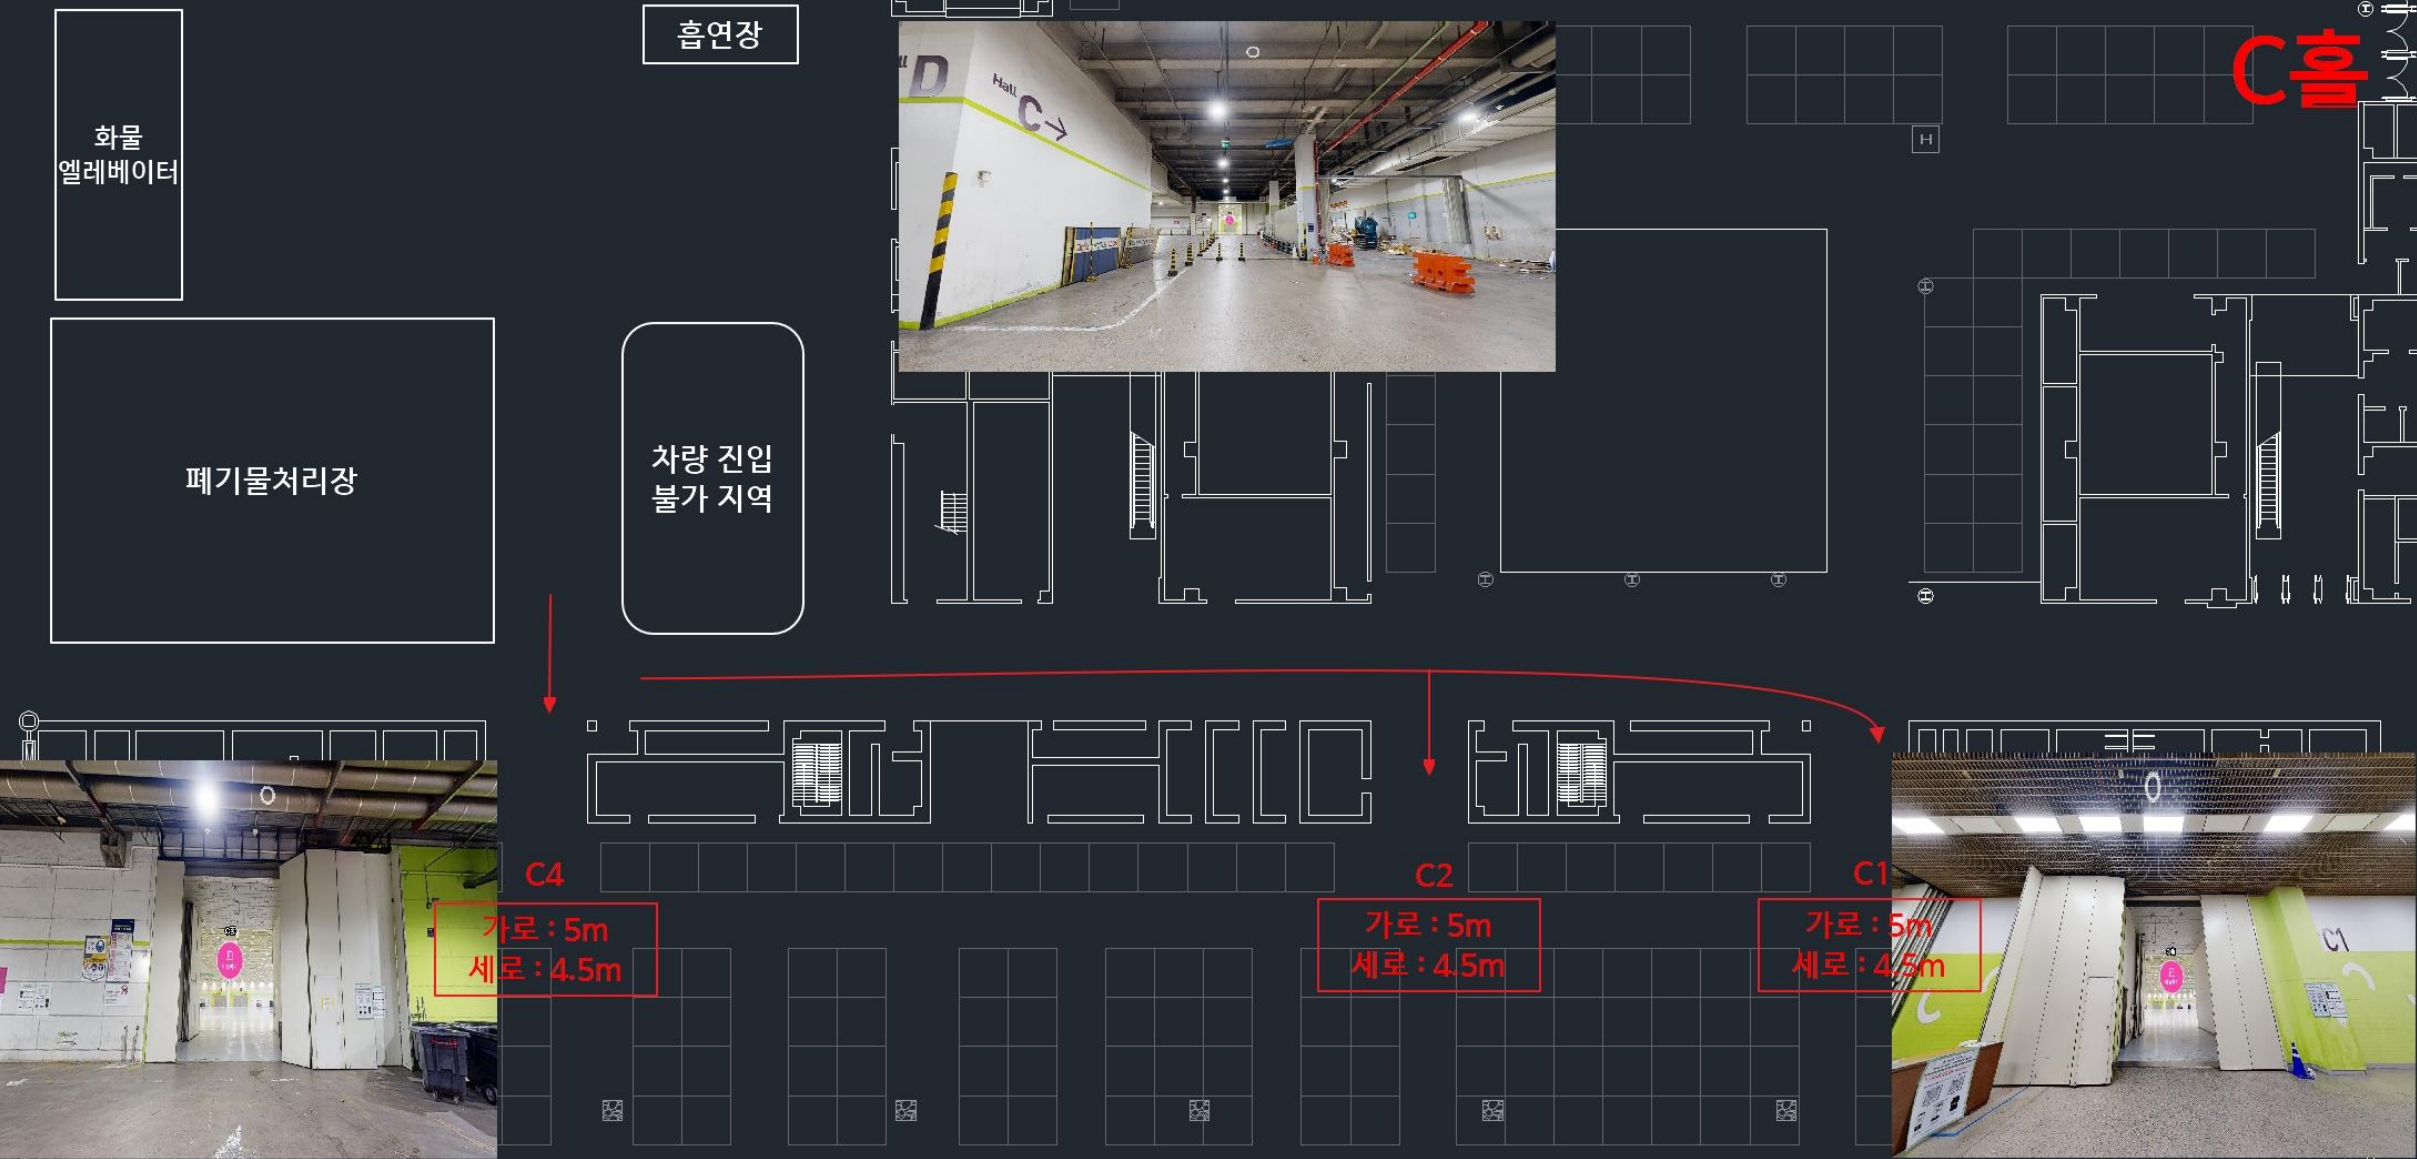 흡연장
C홀
화물
엘레베이터
D
Hall
C→
H
폐기물처리장
차량 진입
불가 지역
C4
가로 : 5m
세로 : 4.5m
C2
가로 : 5m
세로 : 4.5m
C1
가로 : 5m
세로 : 4.5m
C1
C